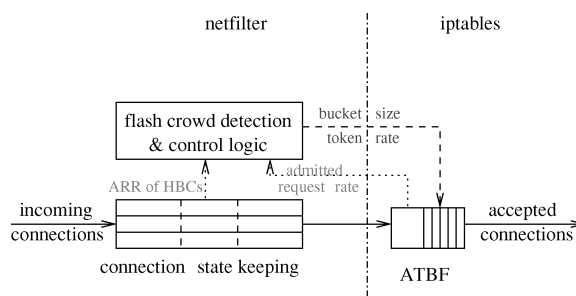 netfilter
iptables
flash crowd detection
& control logic
bucket size
token rate
ARR of HBCs
admitted
request rate
incoming
connections
accepted
connections
connection state keeping
ATBF